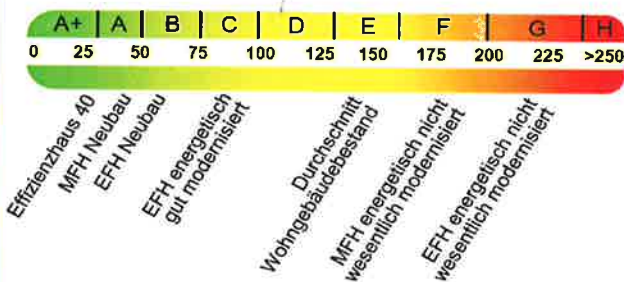 A+ A B C D E F G H
0 25 50 75 100 125 150 175 200 225 >250
Effizienzhaus 40
MFH Neubau
EFH Neubau
EFH energetisch
gut modernisiert
Durchschnitt
Wohngebäudebestand
MFH energetisch nicht
wesentlich modernisiert
EFH energetisch nicht
wesentlich modernisiert